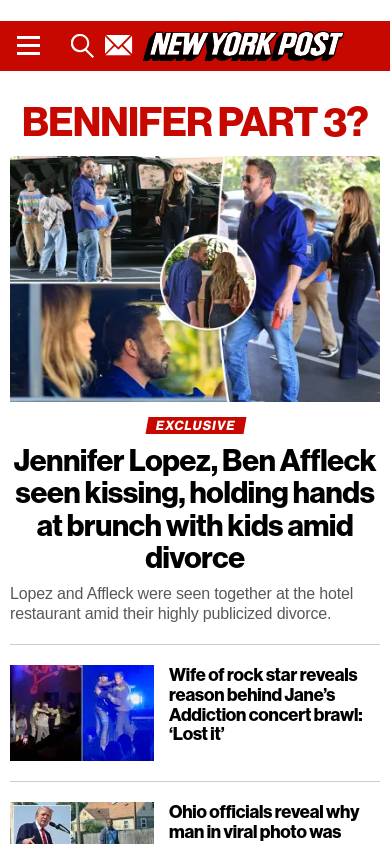 NEW YORK POST
BENNIFER PART 3?
EXCLUSIVE
Jennifer Lopez, Ben Affleck
seen kissing, holding hands
at brunch with kids amid
divorce
Lopez and Affleck were seen together at the hotel
restaurant amid their highly publicized divorce.
Wife of rock star reveals
reason behind Jane’s
Addiction concert brawl:
‘Lost it’
Ohio officials reveal why
man in viral photo was